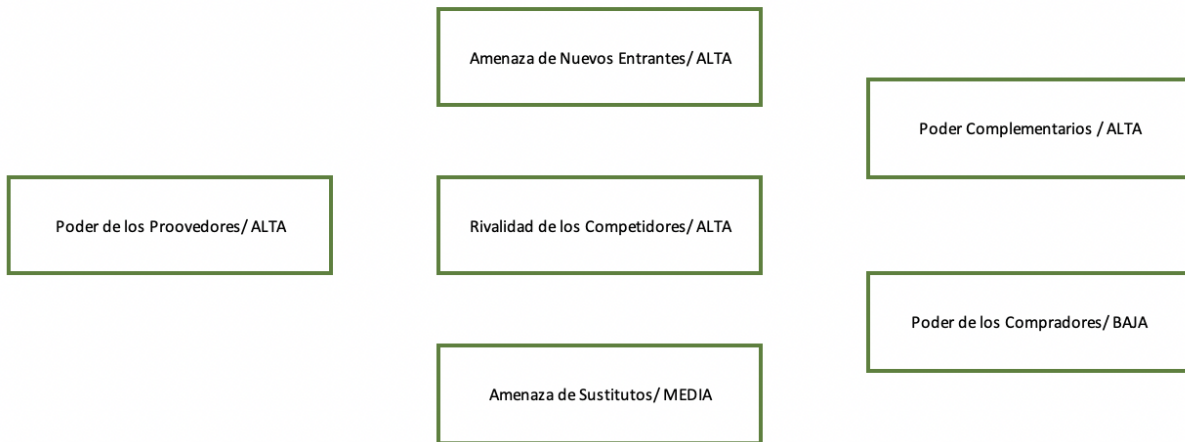 Amenaza de Nuevos Entrantes/ ALTA
Poder Complementarios / ALTA
Poder de los Proovedores/ ALTA
Rivalidad de los Competidores/ ALTA
Poder de los Compradores/ BAJA
Amenaza de Sustitutos/ MEDIA